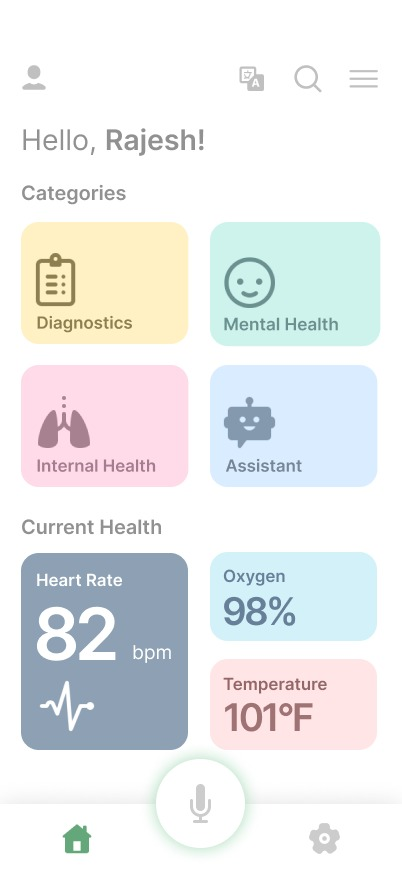 Hello, Rajesh!
Categories
Diagnostics
Mental Health
Internal Health
Assistant
Current Health
Heart Rate
82 bpm
Oxygen
98%
Temperature
101°F